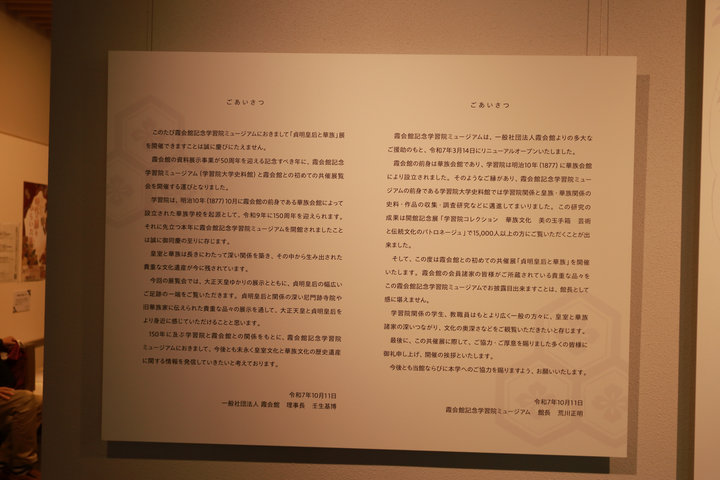 ごあいさつ
このたび霞会館記念学習院ミュージアムにおきまして「貞明皇后と華族」展
を開催できますことは誠に慶びにたえません。
霞会館の資料展示事業が50周年を迎える記念すべき年に、霞会館記念
学習院ミュージアム(学習院大学史料館)と霞会館との初めての共催展覧
会を開催する運びとなりました。
学習院は、明治10年(1877)10月に霞会館の前身である華族会館によって
設立された華族学校を起源として、令和9年に150周年を迎えられます。
それに先立つ本年に霞会館記念学習院ミュージアムを開館されましたこと
は誠に御同慶の至りに存じます。
皇室と華族は長きにわたって深い関係を築き、その中から生み出された
貴重な文化遺産が今に残されています。
今回の展覧会では、大正天皇ゆかりの展示とともに、貞明皇后の幅広い
ご足跡の一端をご覧いただきます。貞明皇后と関係の深い尼門跡寺院や
旧華族家に伝えられた貴重な品々の展示を通して、大正天皇と貞明皇后を
より身近に感じていただけることと思います。
150年に及ぶ学習院と霞会館との関係をもとに、霞会館記念学習院
ミュージアムにおきまして、今後とも末永く皇室文化と華族文化の歴史遺産
に関する情報を発信していきたいと考えております。
令和7年10月11日
一般社団法人 霞会館 理事長 壬生基博
ごあいさつ
霞会館記念学習院ミュージアムは、一般社団法人霞会館よりの多大な
ご援助のもと、令和7年3月14日にリニューアルオープンいたしました。
霞会館の前身は華族会館であり、学習院は明治10年(1877)に華族会館
により設立されました。そのようなご縁があり、霞会館記念学習院ミュー
ジアムの前身である学習院大学史料館では学習院関係と皇族・華族関係の
史料・作品の収集・調査研究などに邁進してまいりました。この研究の
成果は開館記念展「学習院コレクション 華族文化 美の玉手箱 芸術
と伝統文化のパトロネージュ」で15,000人以上の方にご覧いただくことが出
来ました。
そして、この度は霞会館との初めての共催展「貞明皇后と華族」を開催
いたします。霞会館の会員諸家の皆様がご所蔵されている貴重な品々を
この霞会館記念学習院ミュージアムでお披露目出来ますことは、館長として
感に堪えません。
学習院関係の学生、教職員はもとより広く一般の方々に、皇室と華族
諸家の深いつながり、文化の奥深さなどをご観覧いただきたいと存じます。
最後に、この共催展に際して、ご協力・ご厚意を賜りました多くの皆様に
御礼申し上げ、開催の挨拶といたします。
今後とも当館ならびに本学へのご協力を賜りますよう、お願いいたします。
令和7年10月11日
霞会館記念学習院ミュージアム 館長 荒川正明